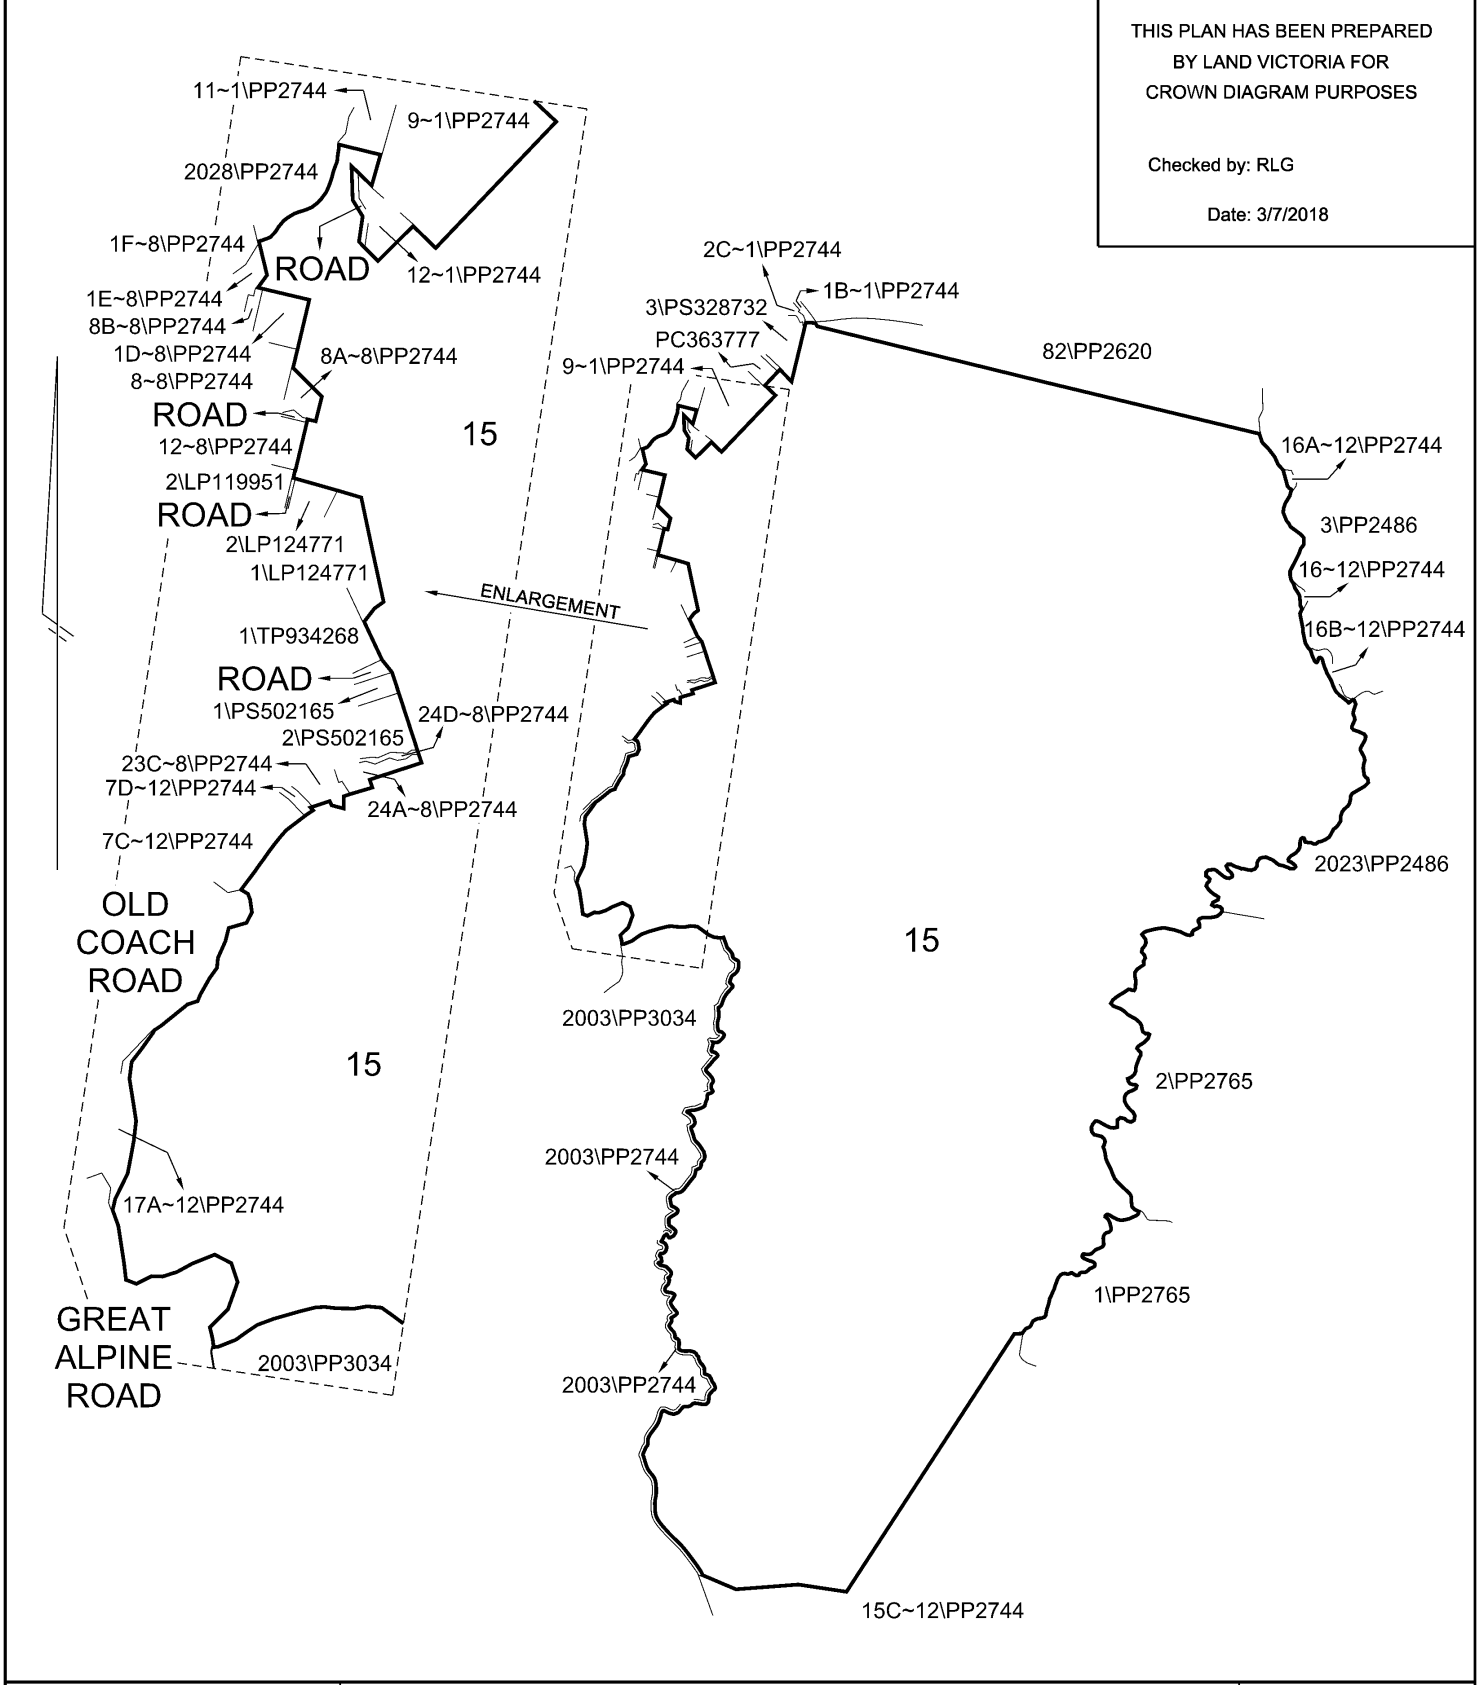 THIS PLAN HAS BEEN PREPARED
BY LAND VICTORIA FOR
CROWN DIAGRAM PURPOSES
Checked by: RLG
Date: 3/7/2018
11~1\PP2744
9~1\PP2744
2028\PP2744
1F~8\PP2744
ROAD
12~1\PP2744
1E~8\PP2744
8B~8\PP2744
1D~8\PP2744
8A~8\PP2744
8~8\PP2744
ROAD
12~8\PP2744
15
2\LP119951
ROAD
2\LP124771
1\LP124771
ENLARGEMENT
1\TP934268
ROAD
1\PS502165
24D~8\PP2744
2\PS502165
23C~8\PP2744
7D~12\PP2744
24A~8\PP2744
7C~12\PP2744
OLD
COACH
ROAD
15
17A~12\PP2744
GREAT
ALPINE
ROAD
2003\PP3034
2C~1\PP2744
1B~1\PP2744
3\PS328732
PC363777
9~1\PP2744
82\PP2620
16A~12\PP2744
3\PP2486
16~12\PP2744
16B~12\PP2744
2023\PP2486
15
2003\PP3034
2\PP2765
2003\PP2744
1\PP2765
2003\PP2744
15C~12\PP2744